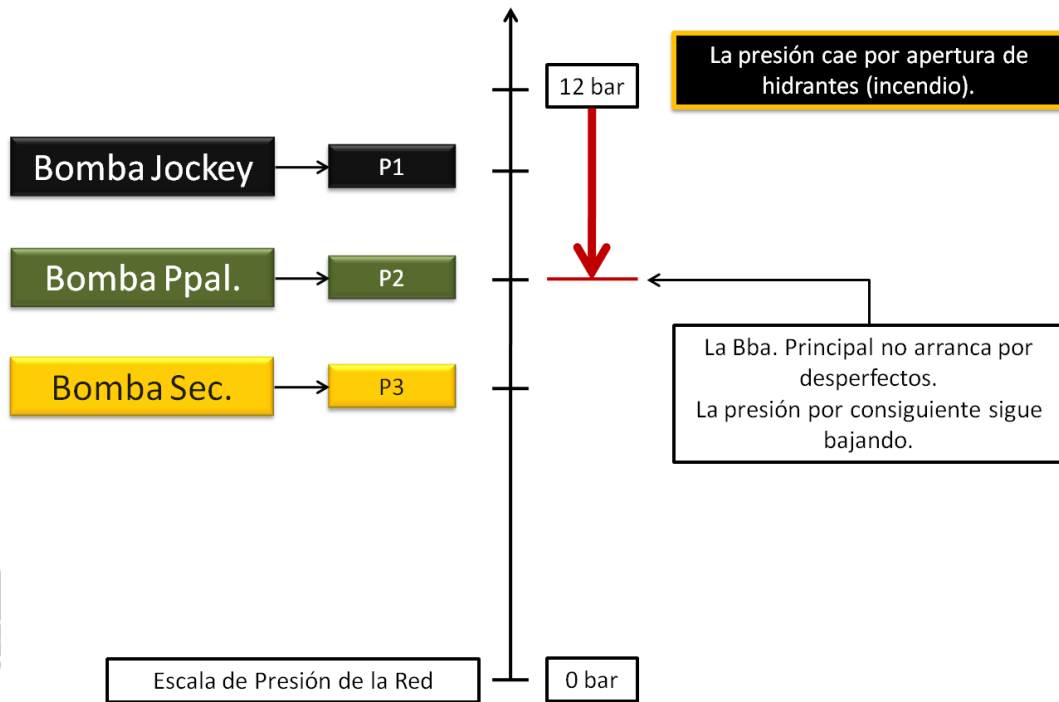 12 bar
La presión cae por apertura de
hidrantes (incendio).
Bomba Jockey
P1
Bomba Ppal.
P2
Bomba Sec.
P3
La Bba. Principal no arranca por
desperfectos.
La presión por consiguiente sigue
bajando.
Escala de Presión de la Red
0 bar